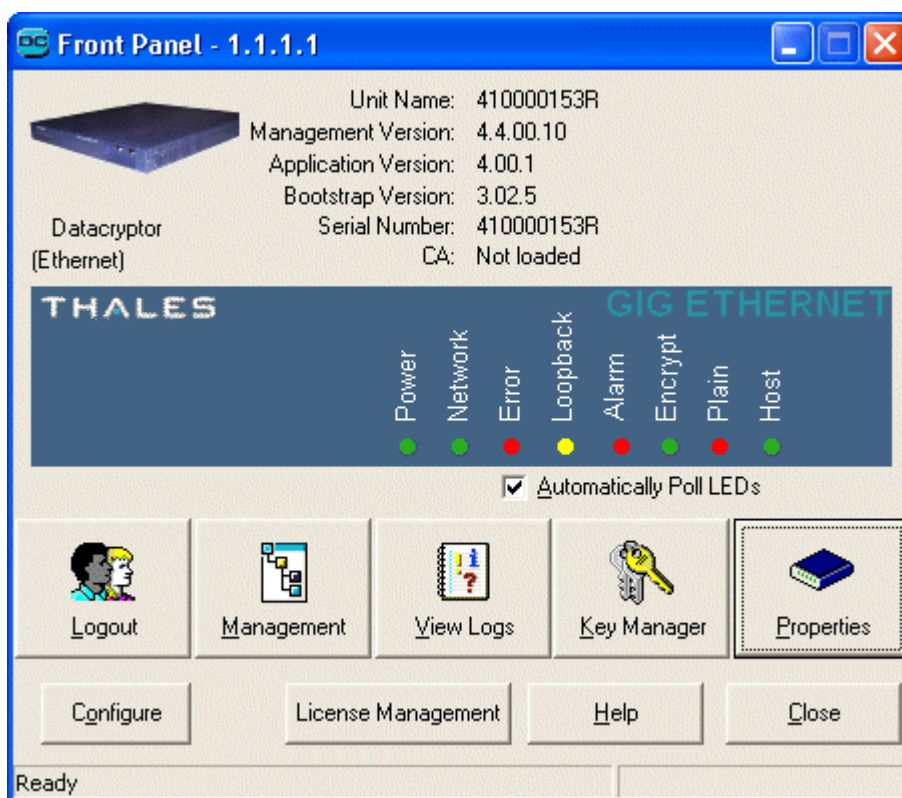 Front Panel - 1.1.1.1
Unit Name: 410000153R
Management Version: 4.4.00.10
Application Version: 4.00.1
Bootstrap Version: 3.02.5
Serial Number: 410000153R
CA: Not loaded
Datacryptor
(Ethernet)
THALES
GIG ETHERNET
Power
Network
Error
Loopback
Alarm
Encrypt
Plain
Host
Automatically Poll LEDs
Logout
Management
View Logs
Key Manager
Properties
Configure
License Management
Help
Close
Ready